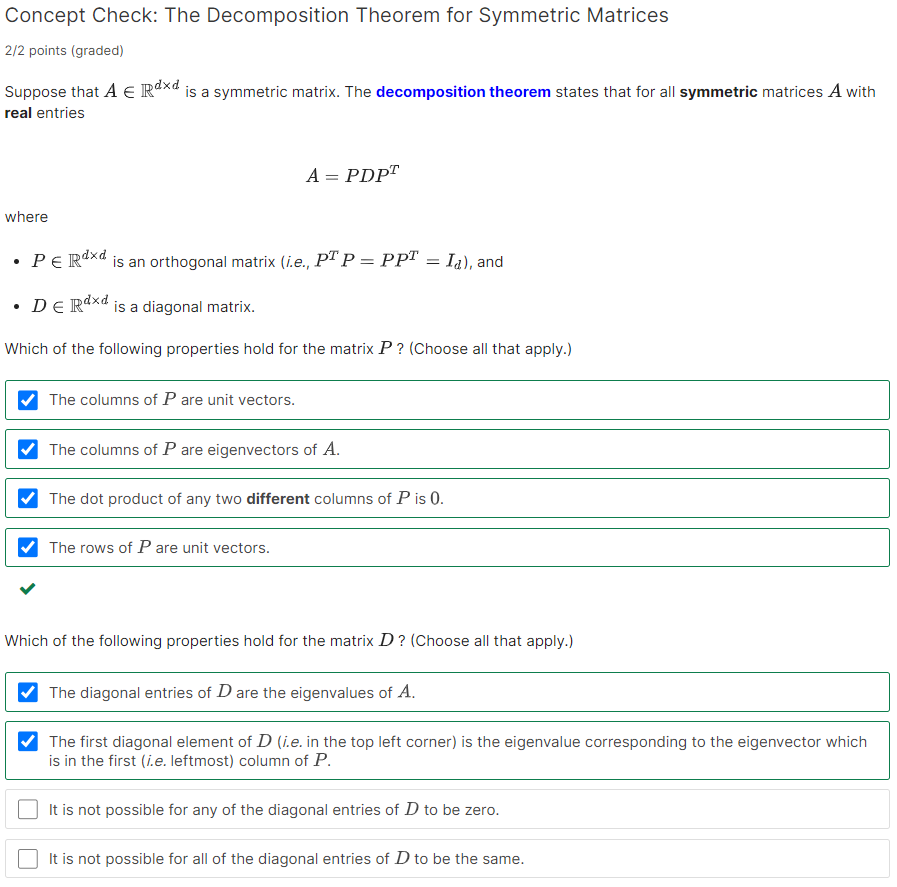 Concept Check: The Decomposition Theorem for Symmetric Matrices
2/2 points (graded)
Suppose that $A \in \mathbb{R}^{d \times d}$ is a symmetric matrix. The decomposition theorem states that for all symmetric matrices $A$ with
real entries
$A = PDP^T$
where
• $P \in \mathbb{R}^{d \times d}$ is an orthogonal matrix (i.e., $P^T P = PP^T = I_d$), and
• $D \in \mathbb{R}^{d \times d}$ is a diagonal matrix.
Which of the following properties hold for the matrix $P$ ? (Choose all that apply.)
The columns of $P$ are unit vectors.
The columns of $P$ are eigenvectors of $A$.
The dot product of any two different columns of $P$ is $0$.
The rows of $P$ are unit vectors.
Which of the following properties hold for the matrix $D$ ? (Choose all that apply.)
The diagonal entries of $D$ are the eigenvalues of $A$.
The first diagonal element of $D$ (i.e. in the top left corner) is the eigenvalue corresponding to the eigenvector which
is in the first (i.e. leftmost) column of $P$.
It is not possible for any of the diagonal entries of $D$ to be zero.
It is not possible for all of the diagonal entries of $D$ to be the same.